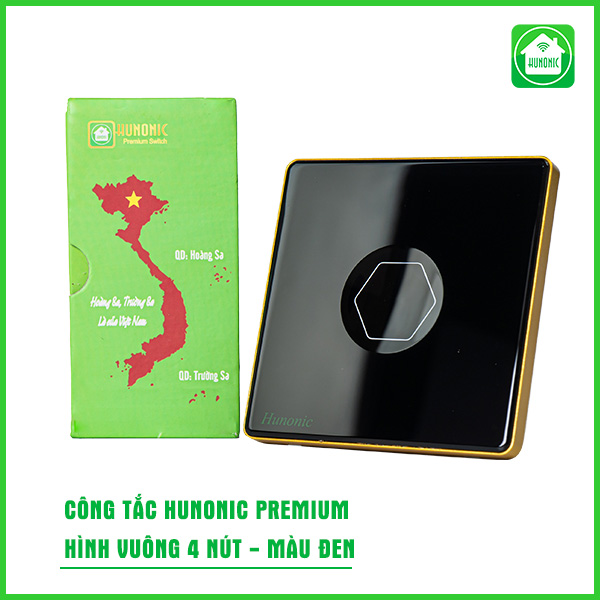 HUNONIC
HUNONIC
Premium Switch
QĐ: Hoàng Sa
Hoàng Sa, Trường Sa
Là của Việt Nam
QĐ: Trường Sa
Hunonic
CÔNG TẮC HUNONIC PREMIUM
HÌNH VUÔNG 4 NÚT - MÀU ĐEN